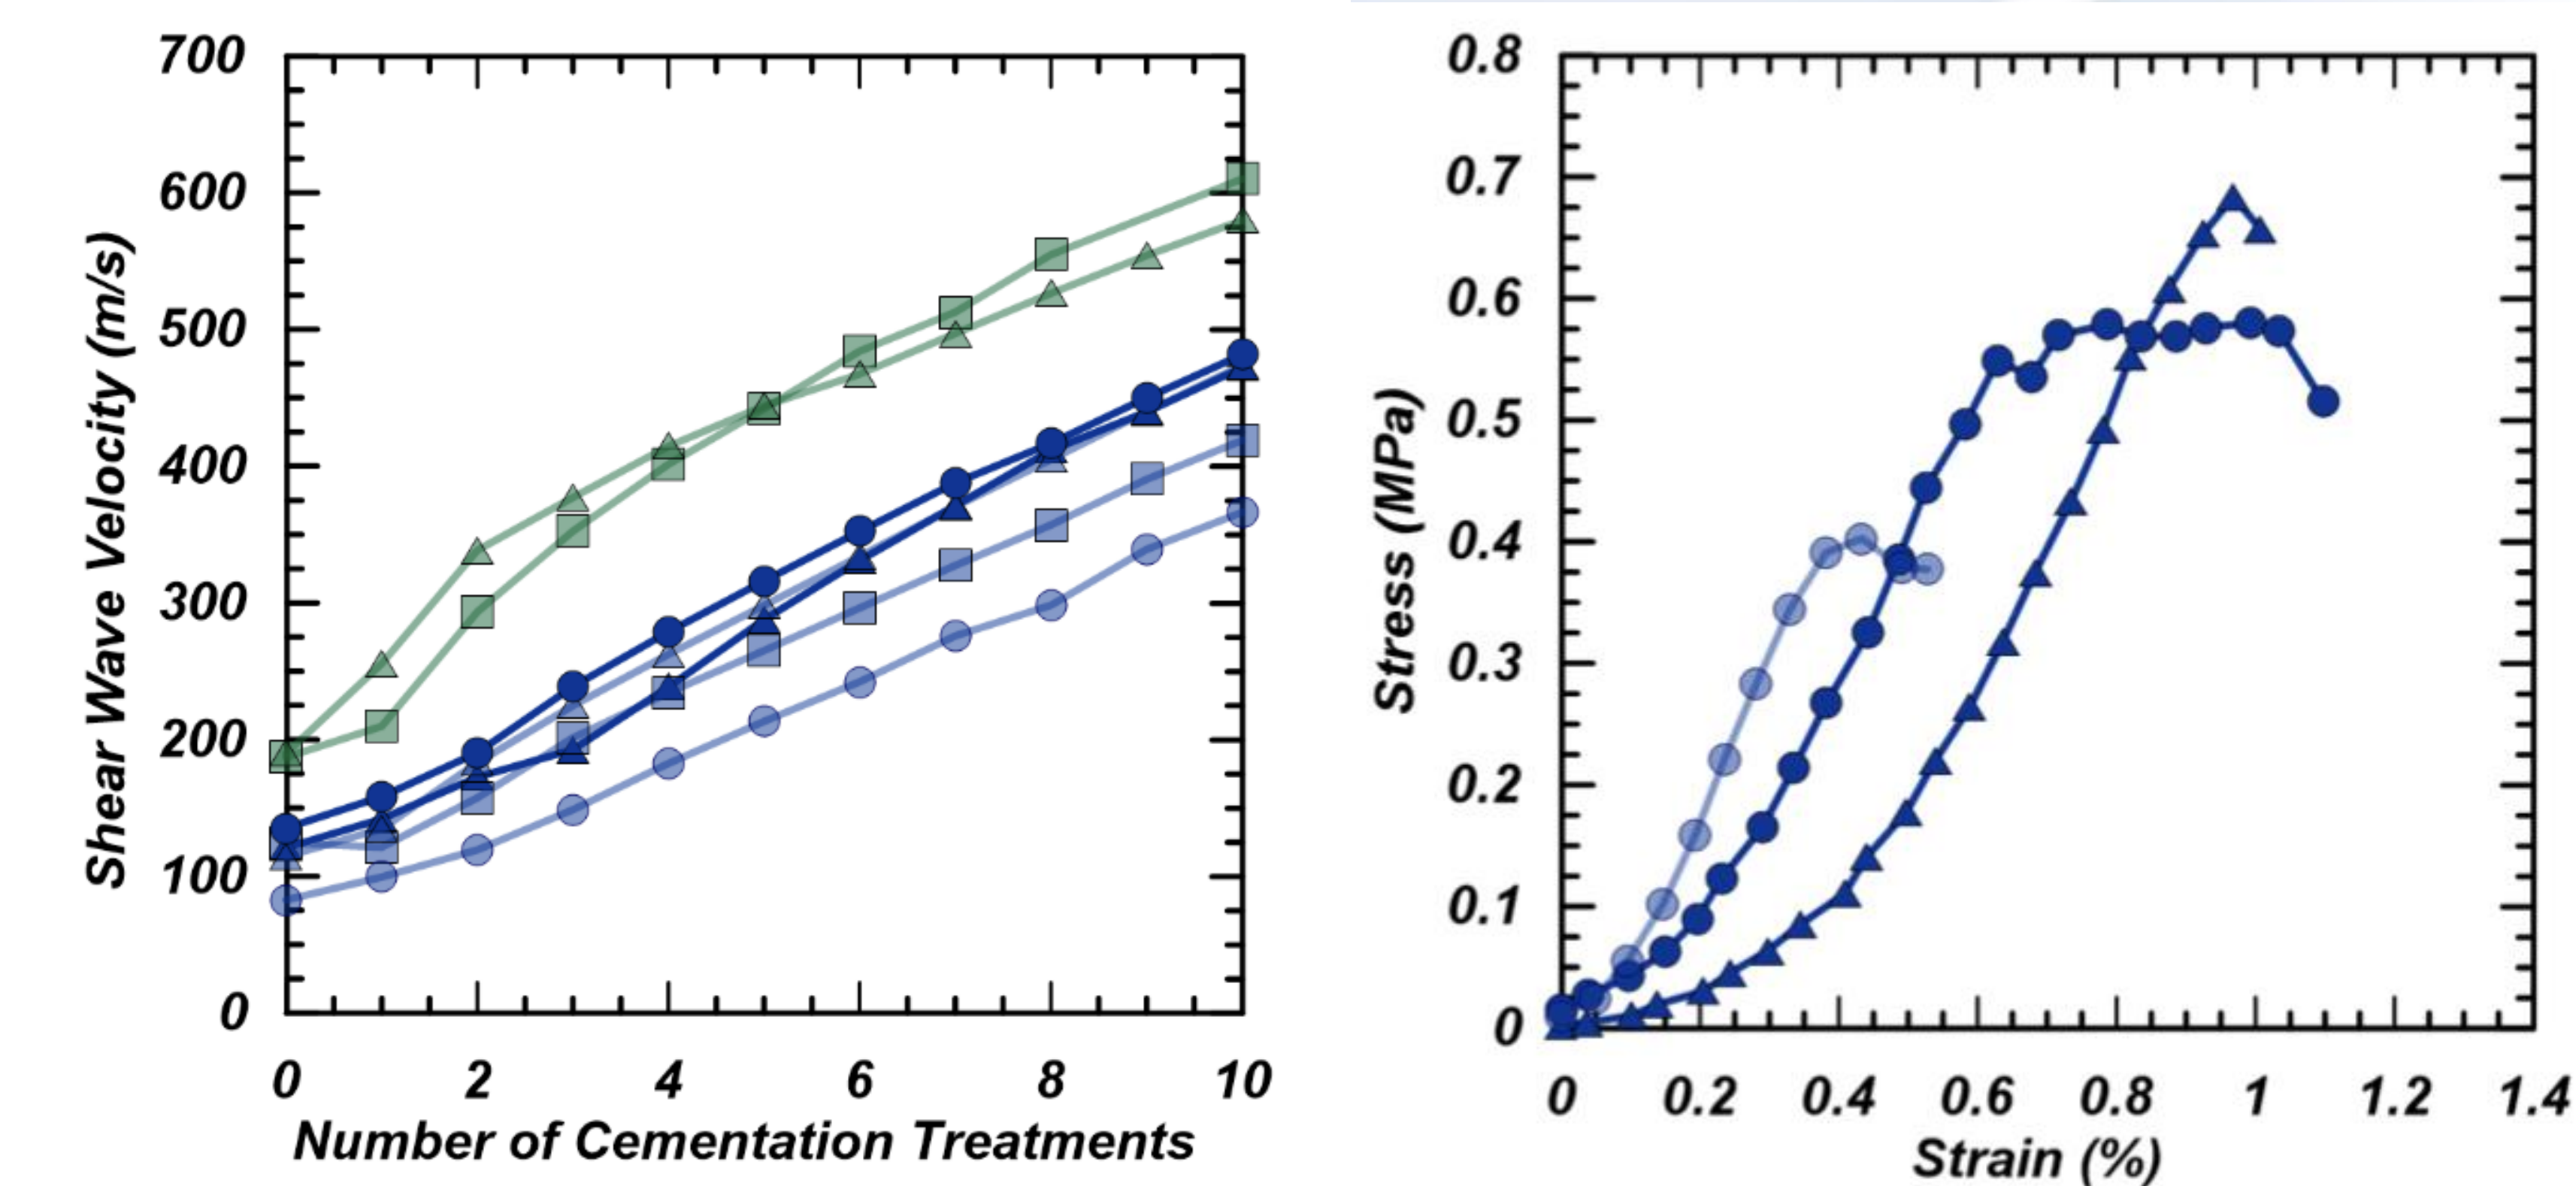 700
600
500
400
300
200
100
0
0 2 4 6 8 10
Shear Wave Velocity (m/s)
Number of Cementation Treatments
0.8
0.7
0.6
0.5
0.4
0.3
0.2
0.1
0
0 0.2 0.4 0.6 0.8 1 1.2 1.4
Stress (MPa)
Strain (%)